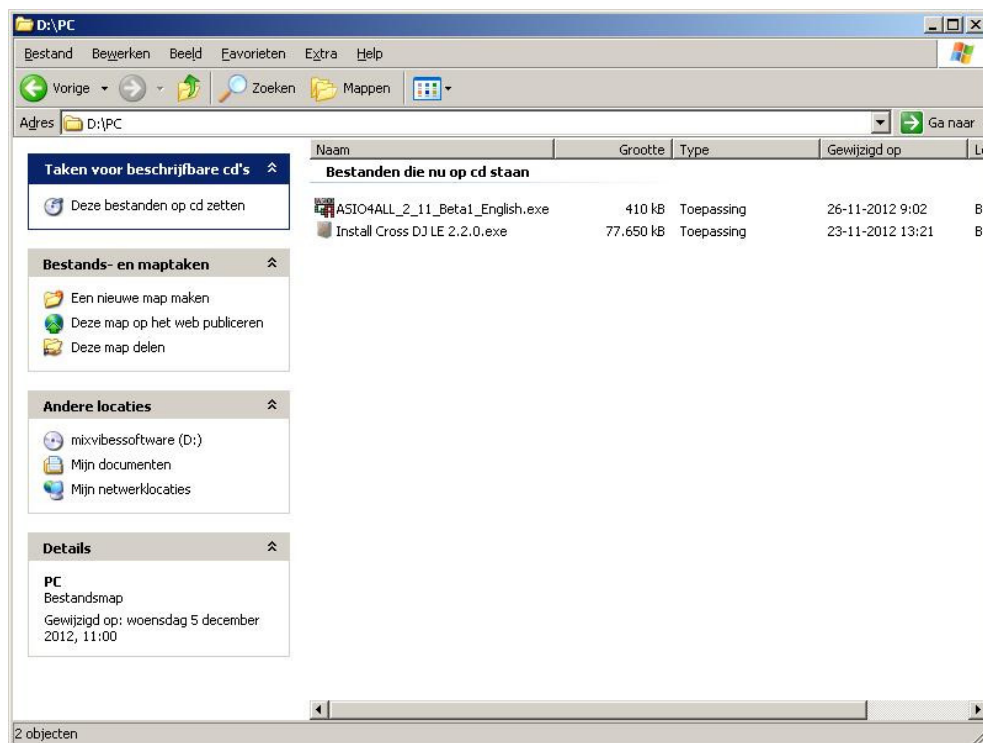 D:\PC
Bestand Bewerken Beeld Favorieten Extra Help
Vorige Zoeken Mappen
Adres D:\PC Ga naar
Taken voor beschrijfbare cd's
Deze bestanden op cd zetten
Bestands- en maptaken
Een nieuwe map maken
Deze map op het web publiceren
Deze map delen
Andere locaties
mixvibessoftware (D:)
Mijn documenten
Mijn netwerklocaties
Details
PC
Bestandsmap
Gewijzigd op: woensdag 5 december
2012, 11:00
Naam Grootte Type Gewijzigd op
Bestanden die nu op cd staan
ASIO4ALL_2_11_Beta1_English.exe 410 kB Toepassing 26-11-2012 9:02 B
Install Cross DJ LE 2.2.0.exe 77.650 kB Toepassing 23-11-2012 13:21 B
2 objecten